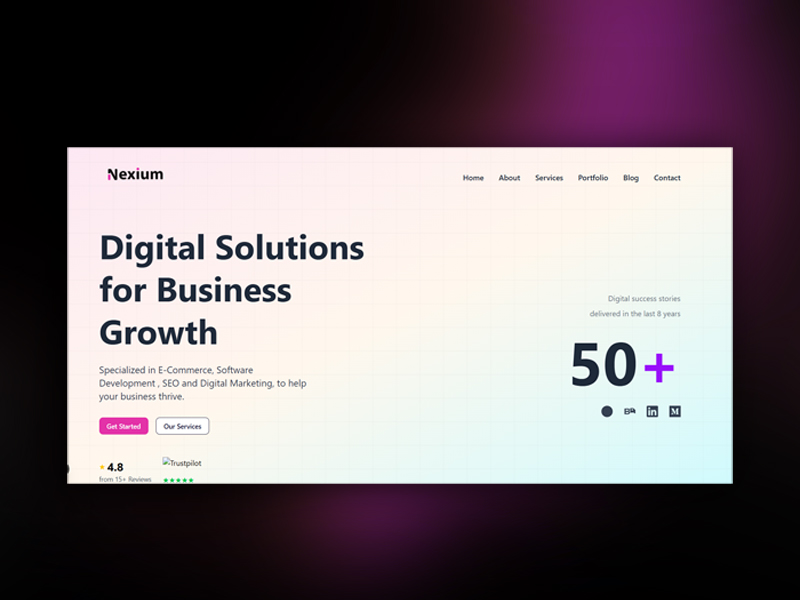 Nexium
Home About Services Portfolio Blog Contact
Digital Solutions
for Business
Growth
Specialized in E-Commerce, Software
Development , SEO and Digital Marketing, to help
your business thrive.
Get Started Our Services
4.8
from 15+ Reviews
Trustpilot
Digital success stories
delivered in the last 8 years
50+